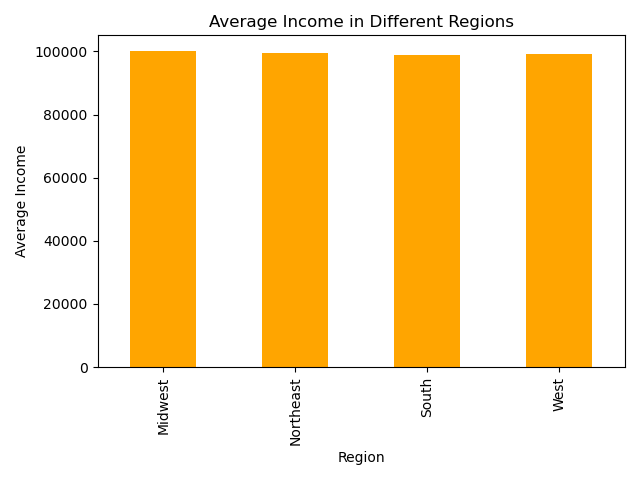 Average Income in Different Regions
100000
80000
60000
40000
20000
0
Average Income
Midwest
Northeast
South
West
Region